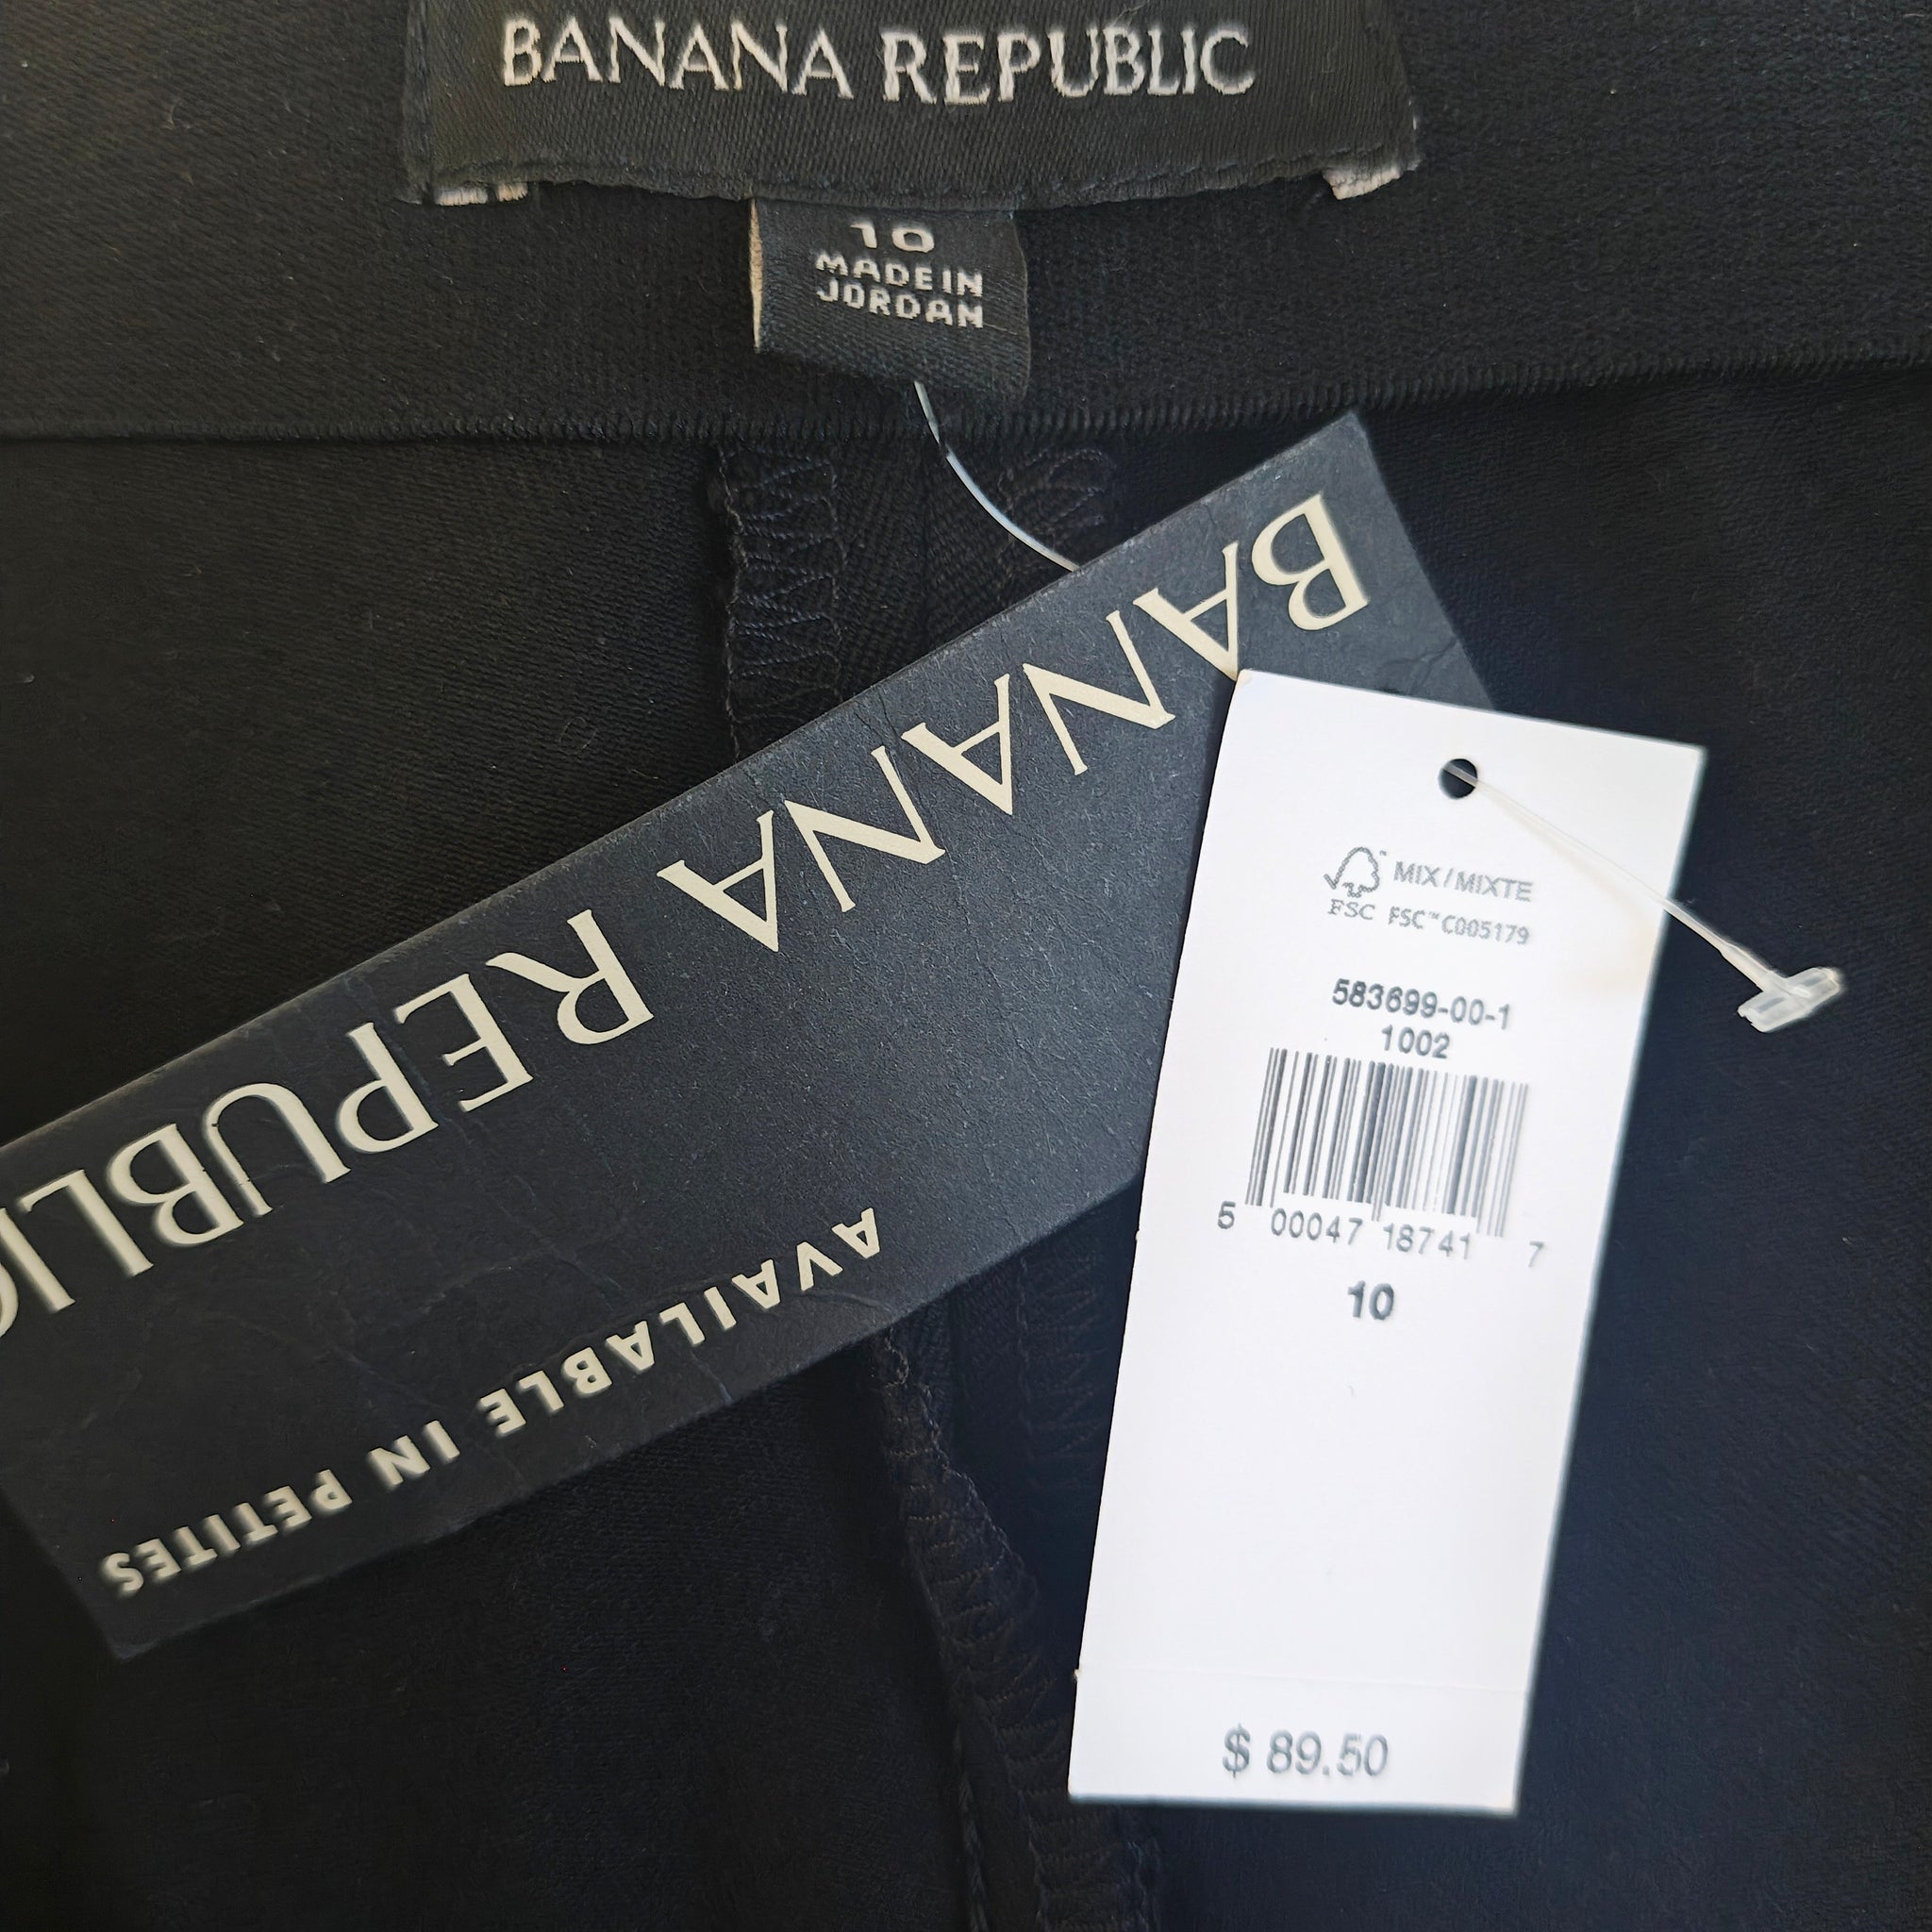 BANANA REPUBLIC
10
MADE IN
JORDAN
BANANA REPUBLIC
AVAILABLE IN PETITES
MIX/MIXTE
FSC FSC™ C005179
583699-00-1
1002
5 00047 18741 7
10
$ 89.50